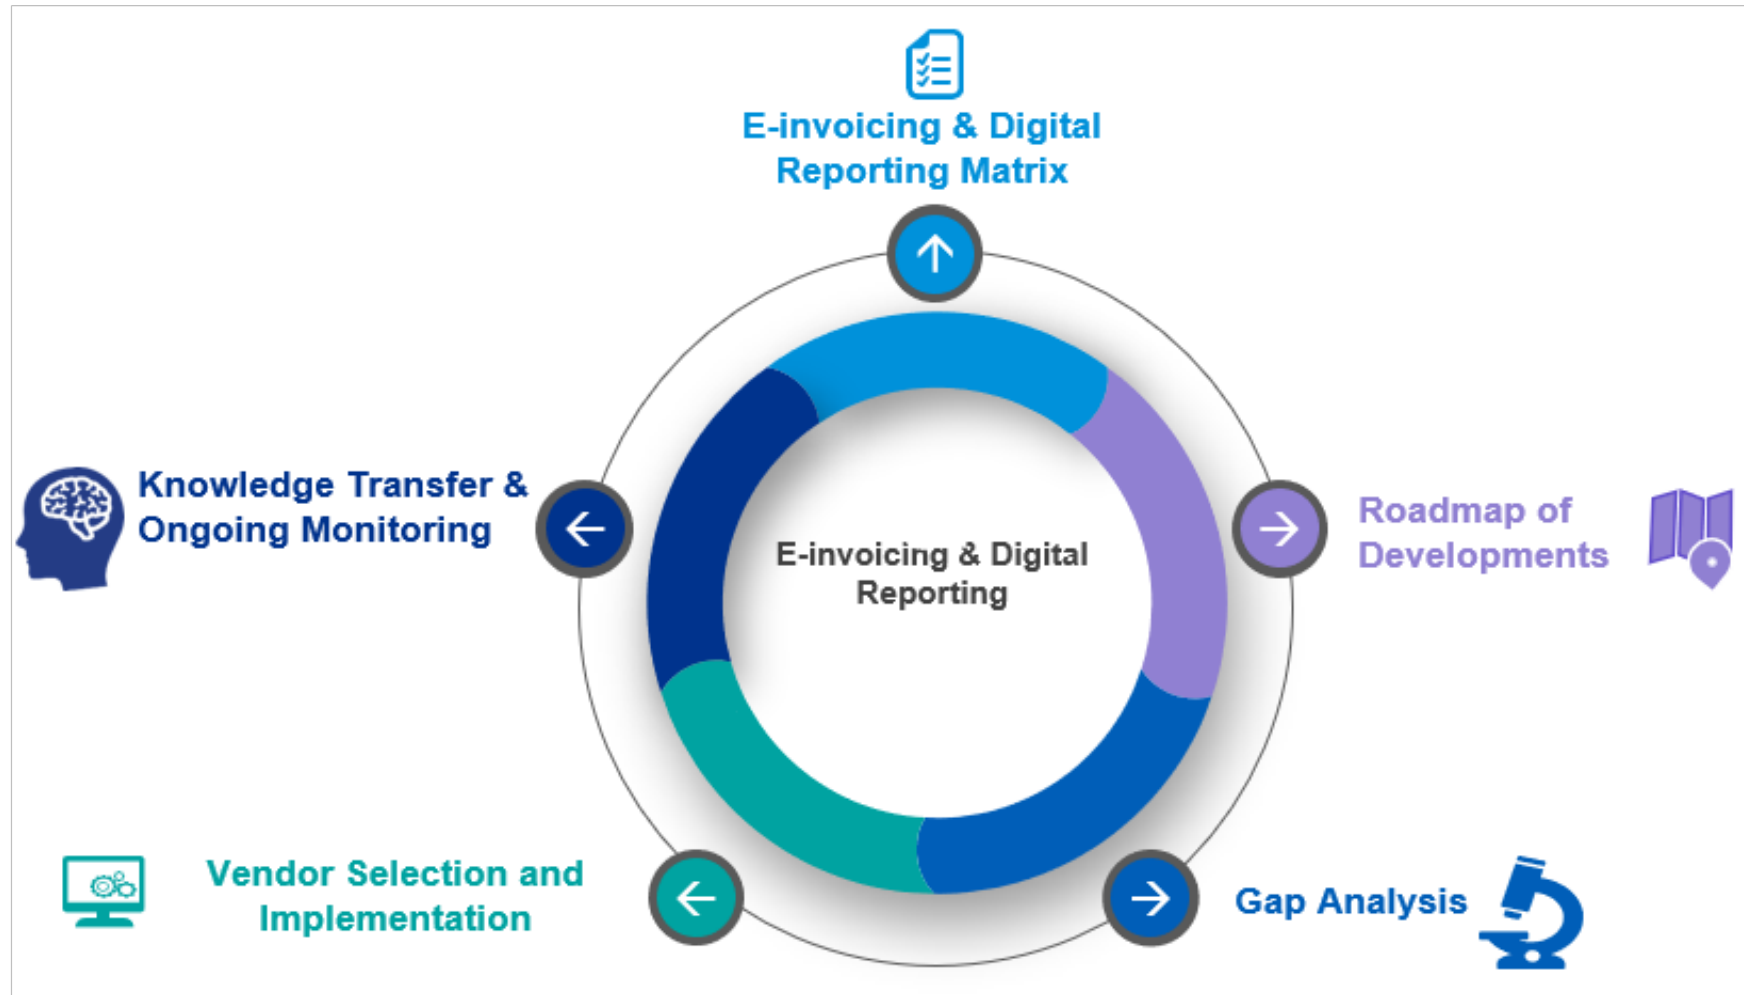 E-invoicing & Digital
Reporting Matrix
Knowledge Transfer &
Ongoing Monitoring
E-invoicing & Digital
Reporting
Roadmap of
Developments
Vendor Selection and
Implementation
Gap Analysis